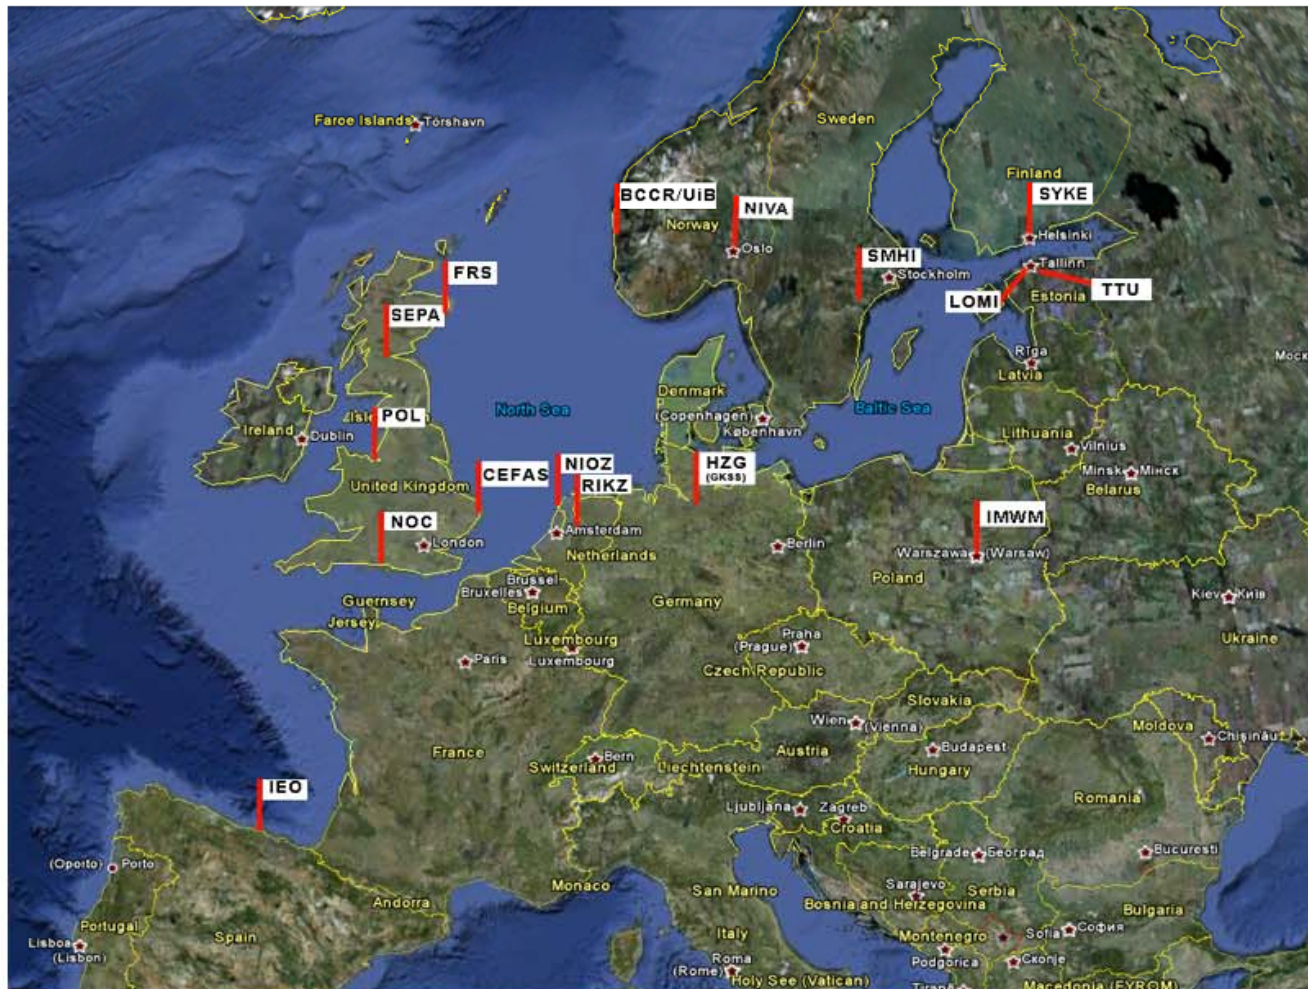 Faroe Islands
Tórshavn
Sweden
Finland
BCCR/UiB
NIVA
SYKE
Norway
Helsinki
Oslo
SMHI
Stockholm
Tallinn
FRS
LOMI
TTU
Estonia
SEPA
Rīga
Latvia
Моск
Denmark
North Sea
Baltic Sea
POL
Isle
(Copenhagen)
København
Ireland
Dublin
Lithuania
Vilnius
NIOZ
HZG
(GKSS)
CEFAS
RIKZ
Minsk
Мінск
Belarus
United Kingdom
NOC
IMWM
London
Amsterdam
Netherlands
Berlin
Warszawa
(Warsaw)
Poland
Brussel
Bruxelles
Belgium
Guernsey
Jersey
Germany
Kiev
Київ
Luxembourg
Luxembourg
Ukraine
Paris
Praha
(Prague)
Czech Republic
Slovakia
Wien
(Vienna)
Moldova
Chişinău
France
Bern
Switzerland
Liechtenstein
Austria
Budapest
Hungary
IEO
Romania
Ljubljana
Zagreb
Croatia
(Oporto)
Porto
Belgrade
Београд
Bucuresti
Monaco
San Marino
Sarajevo
Bosnia and Herzegovina
Serbia
Andorra
Bulgaria
Portugal
Spain
Italy
Montenegro
Sofia
София
Lisboa
(Lisbon)
Roma
(Rome)
Podgorica
Скопје
Holy See (Vatican)
Macedonia (FYROM)